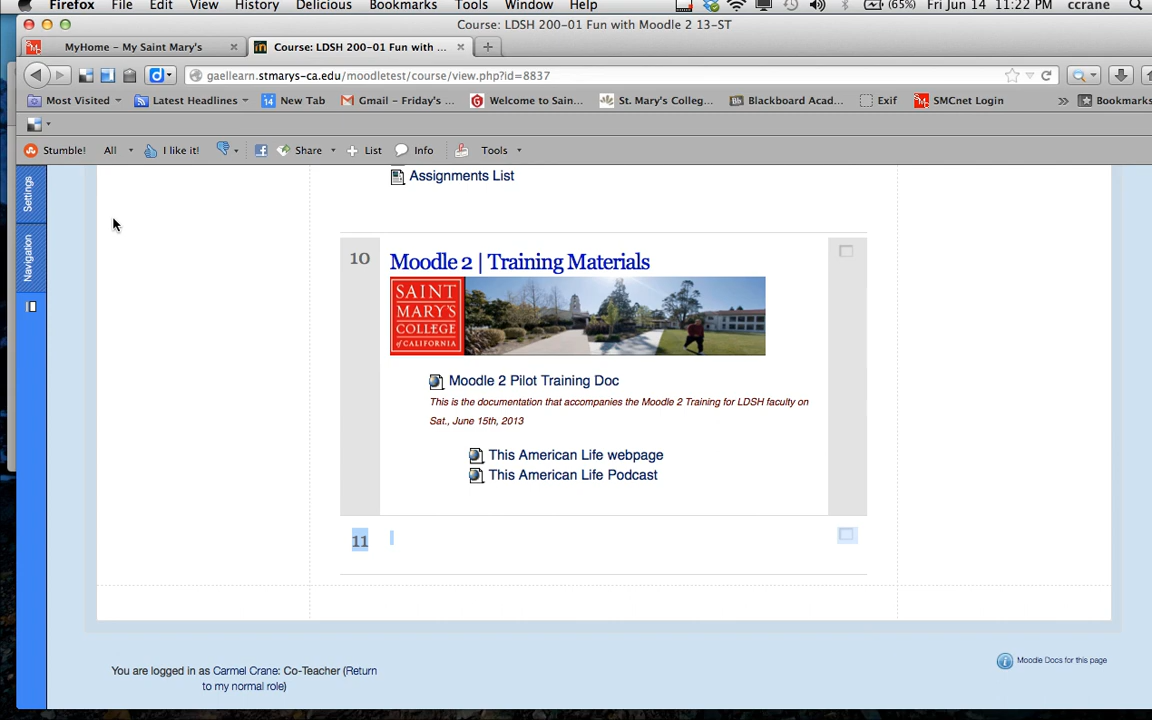 Firefox File Edit View History Delicious Bookmarks Tools Window Help (65%) Fri Jun 14 11:22 PM ccrane
Course: LDSH 200-01 Fun with Moodle 2 13-ST
MyHome - My Saint Mary's × Course: LDSH 200-01 Fun with ... × +
gaellearn.stmarys-ca.edu/moodletest/course/view.php?id=8837
Most Visited Latest Headlines 14 New Tab Gmail - Friday's ... Welcome to Sain... St. Mary's Colleg... Bb Blackboard Acad... Exif SMCnet Login » Bookmarks
Stumble! All I like it! Share List Info Tools
Settings
Navigation
Assignments List
10 Moodle 2 | Training Materials
SAINT
MARY'S
COLLEGE
of CALIFORNIA
Moodle 2 Pilot Training Doc
This is the documentation that accompanies the Moodle 2 Training for LDSH faculty on
Sat., June 15th, 2013
This American Life webpage
This American Life Podcast
11
You are logged in as Carmel Crane: Co-Teacher (Return
to my normal role)
Moodle Docs for this page